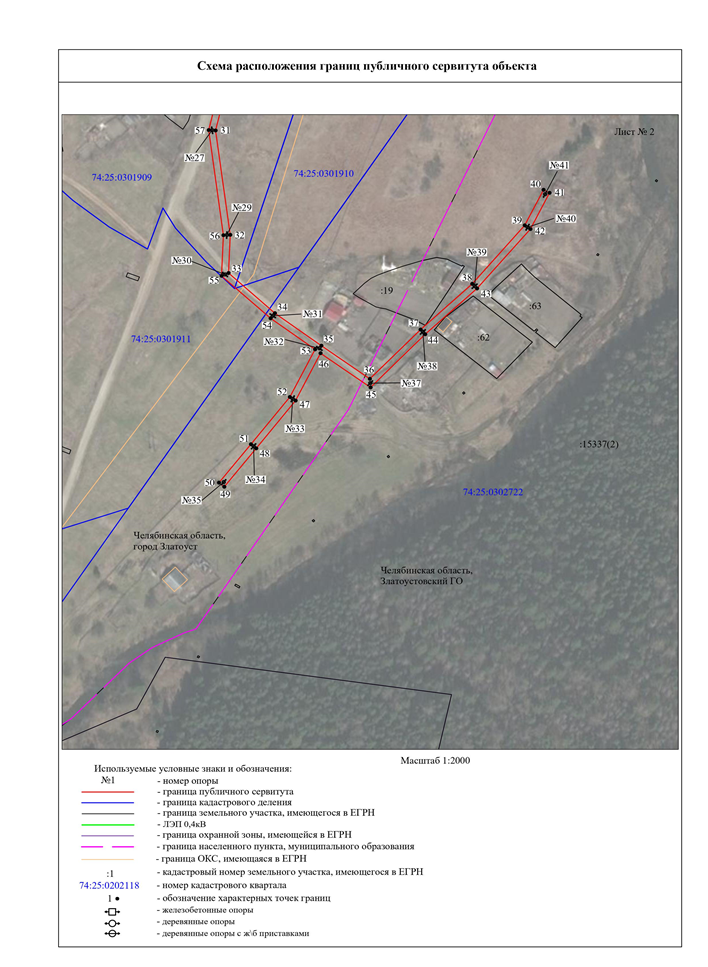 Схема расположения границ публичного сервитута объекта
Лист № 2
57
31
№27
74:25:0301909
74:25:0301910
№41
40
41
№29
39
№40
42
56
32
№39
№30
33
55
38
43
:19
:63
34
№31
54
37
44
:62
74:25:0301911
№32
35
53
46
36
№38
№37
45
52
47
№33
51
48
:15337(2)
50
№34
49
№35
74:25:0302722
Челябинская область,
город Златоуст
Челябинская область,
Златоустовский ГО
Масштаб 1:2000
Используемые условные знаки и обозначения:
№1 - номер опоры
- граница публичного сервитута
- граница кадастрового деления
- граница земельного участка, имеющегося в ЕГРН
- ЛЭП 0,4кВ
- граница охранной зоны, имеющейся в ЕГРН
- граница населенного пункта, муниципального образования
- граница ОКС, имеющаяся в ЕГРН
:1 - кадастровый номер земельного участка, имеющегося в ЕГРН
74:25:0202118 - номер кадастрового квартала
1 - обозначение характерных точек границ
- железобетонные опоры
- деревянные опоры
- деревянные опоры с ж\б приставками